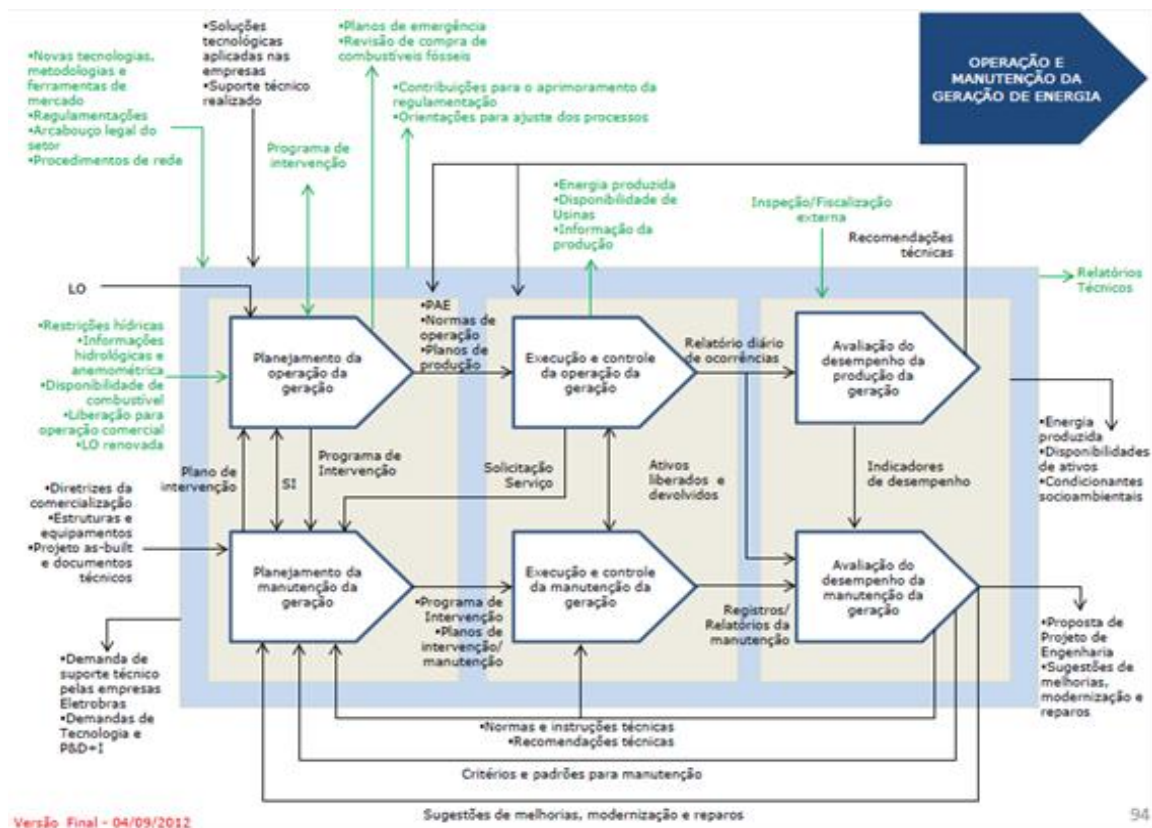 •Novas tecnologias,
metodologias e
ferramentas de
mercado
•Regulamentações
•Arcabouço legal do
setor
•Procedimentos de rede
•Soluções
tecnológicas
aplicadas nas
empresas
•Suporte técnico
realizado
•Planos de emergência
•Revisão de compra de
combustíveis fósseis
•Contribuições para o aprimoramento da
regulamentação
•Orientações para ajuste dos processos
Programa de
intervenção
OPERAÇÃO E
MANUTENÇÃO DA
GERAÇÃO DE ENERGIA
•Energia produzida
•Disponibilidade de
Usinas
•Informação da
produção
Inspeção/Fiscalização
externa
Recomendações
técnicas
Relatórios
Técnicos
LO
•Restrições hídricas
•Informações
hidrológicas e
anemométrica
•Disponibilidade de
combustível
•Liberação para
operação comercial
•LO renovada
Planejamento da
operação da
geração
•PAE
•Normas de
operação
•Planos de
produção
Execução e controle
da operação da
geração
Relatório diário
de ocorrências
Avaliação do
desempenho da
produção da
geração
•Energia
produzida
•Disponibilidades
de ativos
•Condicionantes
socioambientais
Plano de
intervenção
SI
Programa de
Intervenção
Solicitação
Serviço
Ativos
liberados e
devolvidos
Indicadores
de desempenho
•Diretrizes da
comercialização
•Estruturas e
equipamentos
•Projeto as-built
e documentos
técnicos
Planejamento da
manutenção da
geração
•Programa de
Intervenção
•Planos de
intervenção/
manutenção
Execução e controle
da manutenção da
geração
Registros/
Relatórios da
manutenção
Avaliação do
desempenho da
manutenção da
geração
•Proposta de
Projeto de
Engenharia
•Sugestões de
melhorias,
modernização e
reparos
•Demanda de
suporte técnico
pelas empresas
Eletrobras
•Demandas de
Tecnologia e
P&D+I
•Normas e instruções técnicas
•Recomendações técnicas
Critérios e padrões para manutenção
Sugestões de melhorias, modernização e reparos
Versão Final - 04/09/2012
94